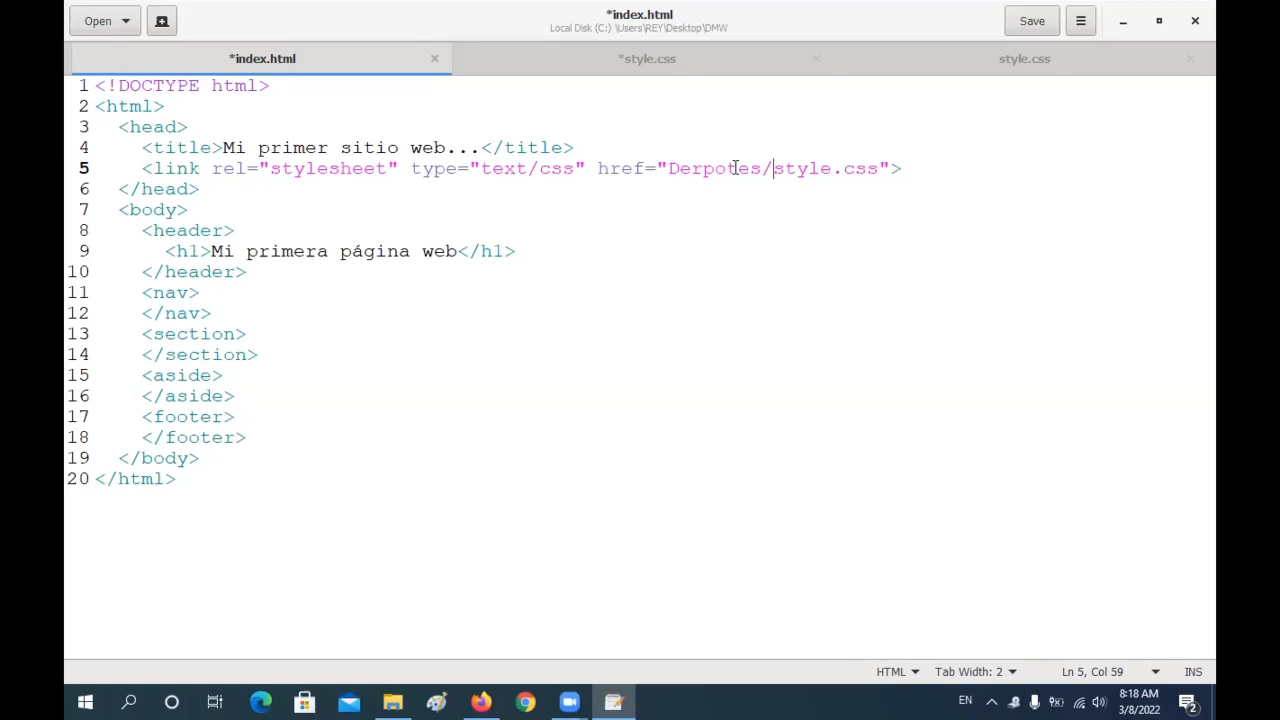 Open
*index.html
Local Disk (C:) \Users\REY\Desktop\DMW
Save
*index.html
*style.css
style.css
1 <!DOCTYPE html>
2 <html>
3   <head>
4     <title>Mi primer sitio web...</title>
5     <link rel="stylesheet" type="text/css" href="Derpotes/style.css">
6   </head>
7   <body>
8     <header>
9       <h1>Mi primera página web</h1>
10     </header>
11     <nav>
12     </nav>
13     <section>
14     </section>
15     <aside>
16     </aside>
17     <footer>
18     </footer>
19   </body>
20 </html>
HTML
Tab Width: 2
Ln 5, Col 59
INS
EN
8:18 AM
3/8/2022
2